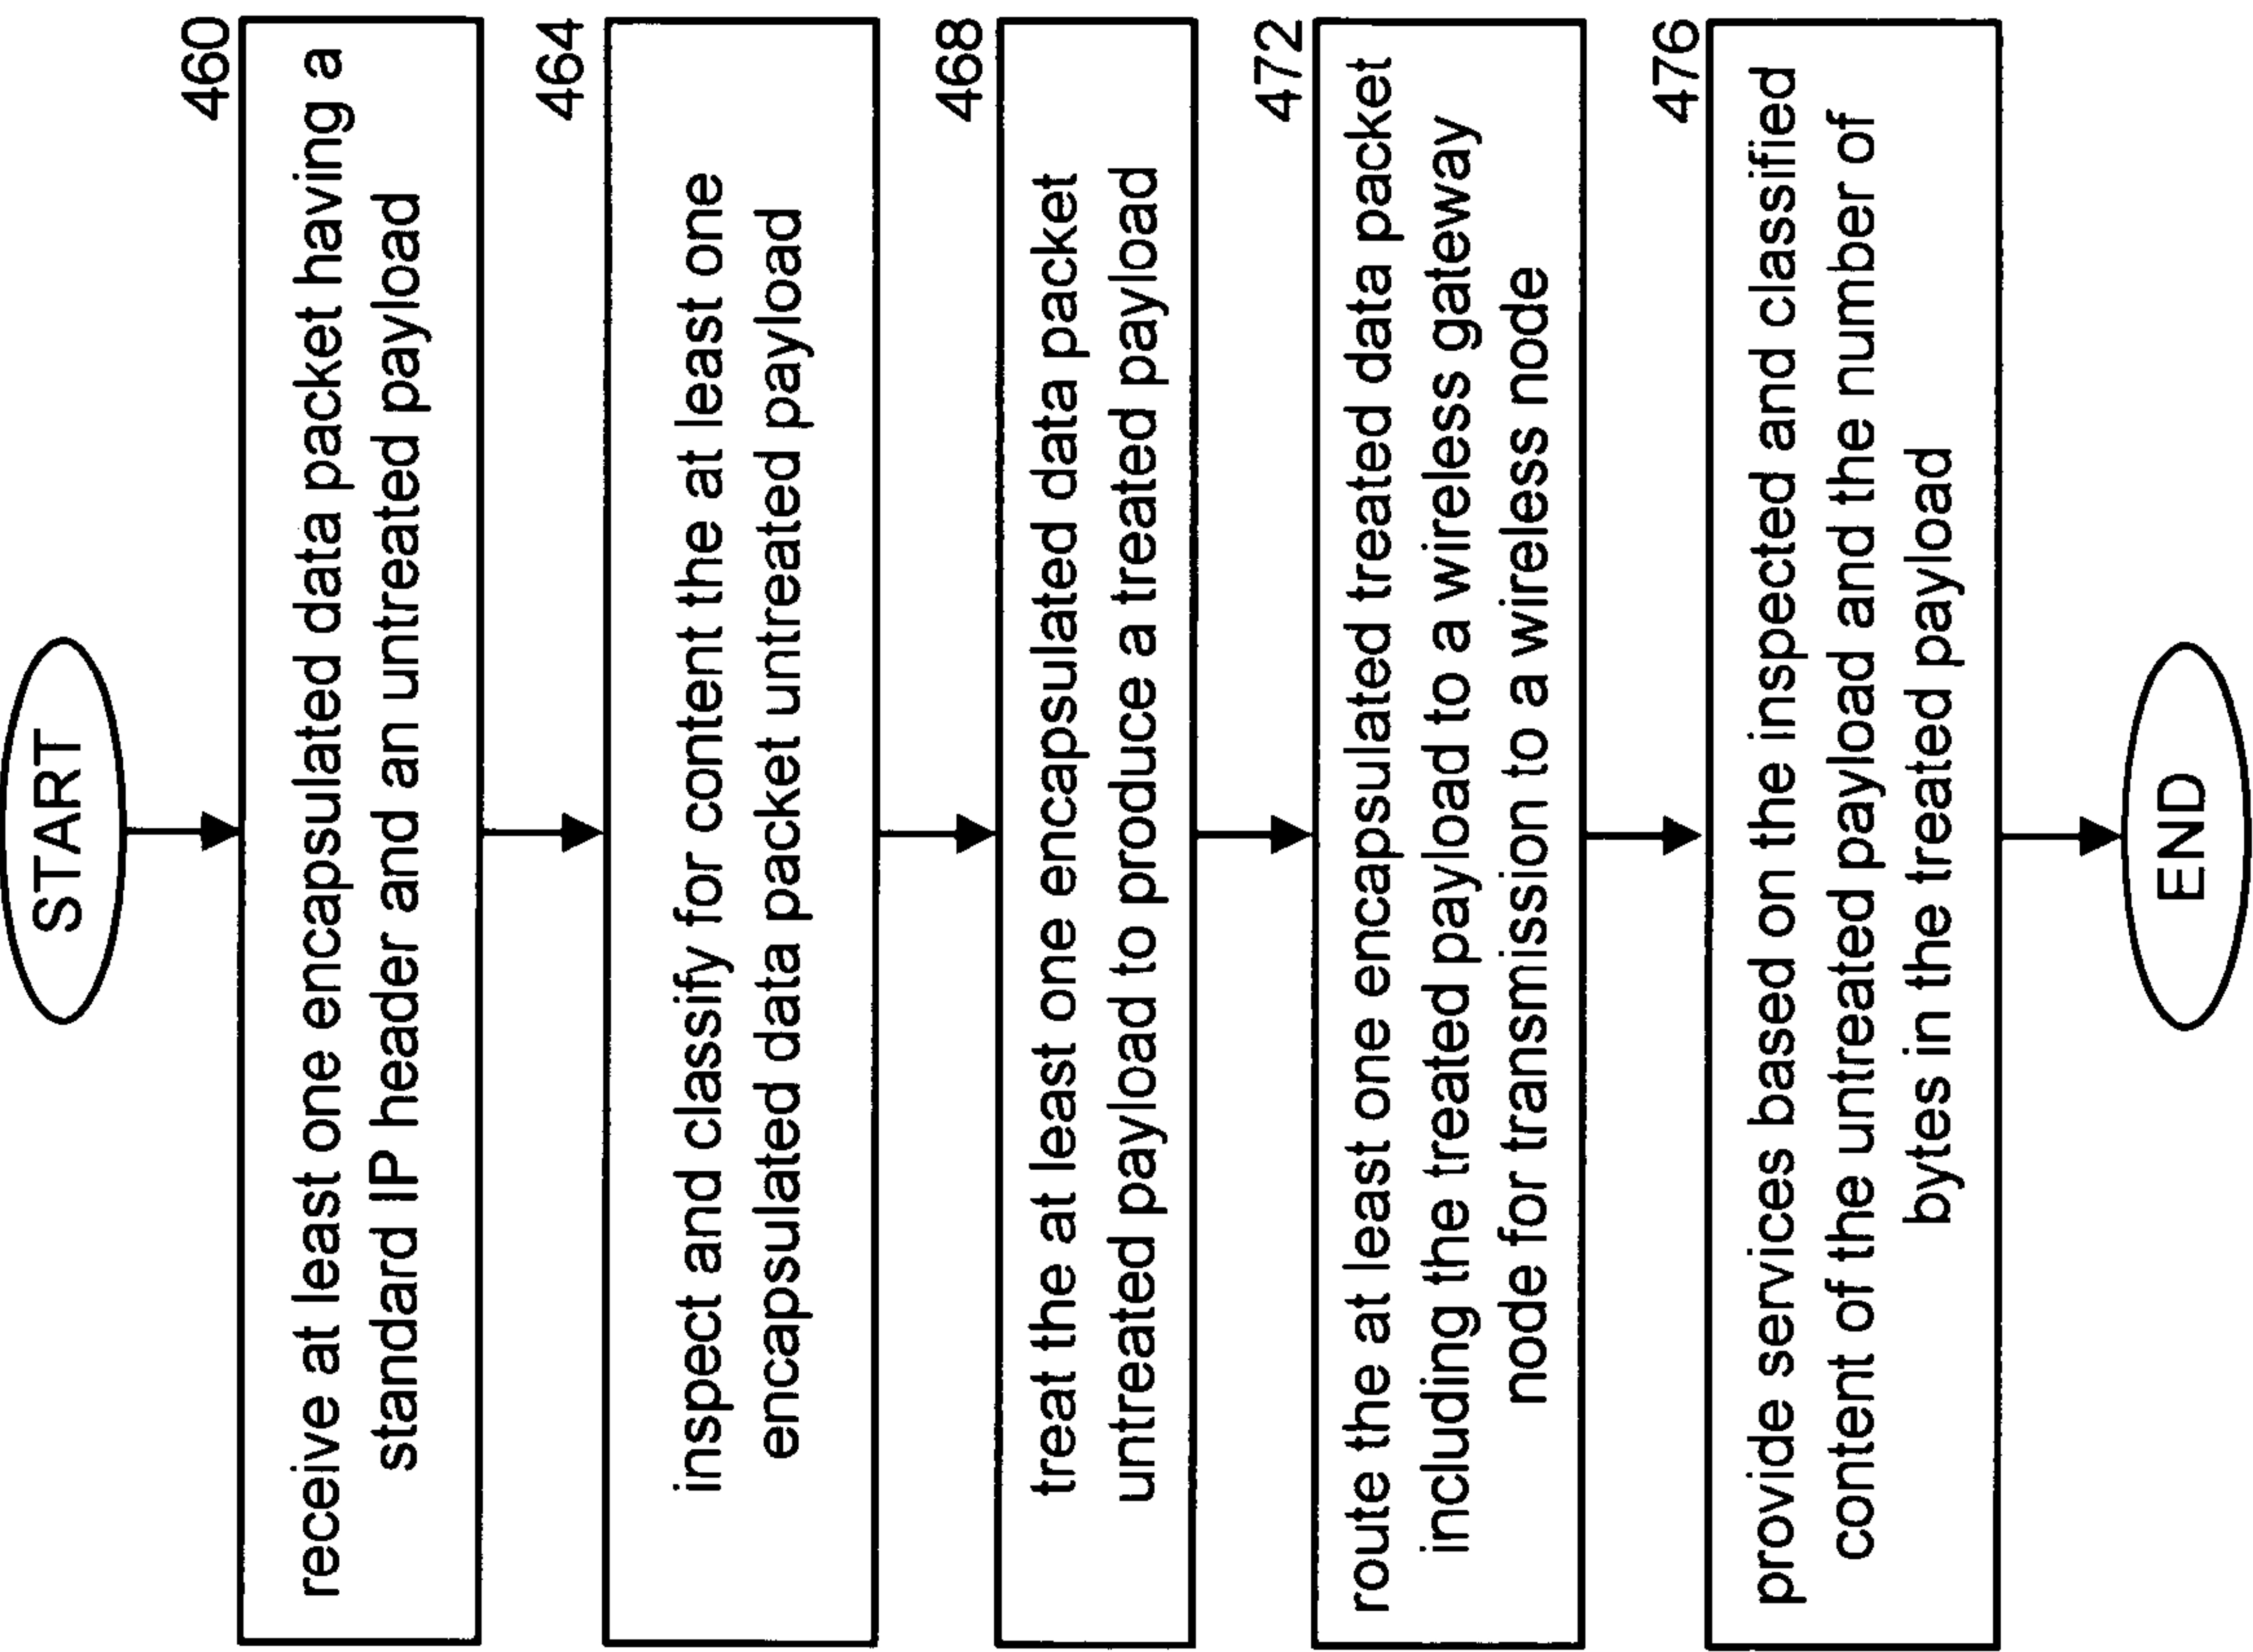 START
460
receive at least one encapsulated data packet having a
standard IP header and an untreated payload
464
inspect and classify for content the at least one
encapsulated data packet untreated payload
468
treat the at least one encapsulated data packet
untreated payload to produce a treated payload
472
route the at least one encapsulated treated data packet
including the treated payload to a wireless gateway
node for transmission to a wireless node
476
provide services based on the inspected and classified
content of the untreated payload and the number of
bytes in the treated payload
END